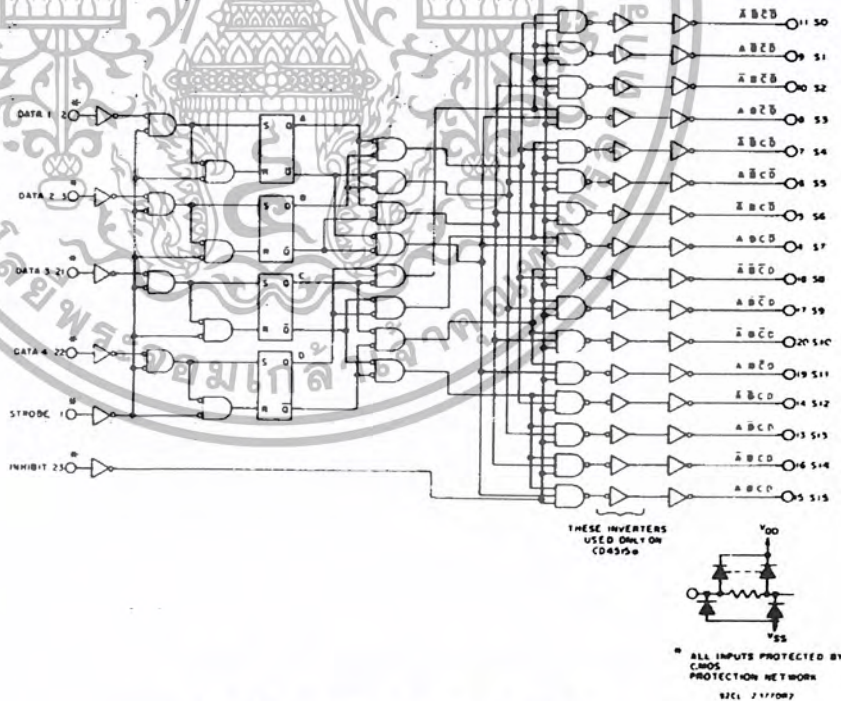 DATA 1 2
DATA 2 3
DATA 3 21
DATA 4 22
STROBE 1
INHIBIT 23
S Q A
R Q̅
S Q B
R Q̅
S Q C
R Q̅
S Q D
R Q̅
A̅ B̅ C̅ D̅ 11 S0
A B̅ C̅ D̅ 9 S1
A̅ B C̅ D̅ 10 S2
A B C̅ D̅ 8 S3
A̅ B̅ C D̅ 7 S4
A B̅ C D̅ 6 S5
A̅ B C D̅ 5 S6
A B C D̅ 4 S7
A̅ B̅ C̅ D 18 S8
A B̅ C̅ D 17 S9
A̅ B C̅ D 20 S10
A B C̅ D 19 S11
A̅ B̅ C D 14 S12
A B̅ C D 13 S13
A̅ B C D 16 S14
A B C D 15 S15
THESE INVERTERS
USED ONLY ON
CD4515B
VDD
VSS
* ALL INPUTS PROTECTED BY
CMOS
PROTECTION NETWORK
92CL